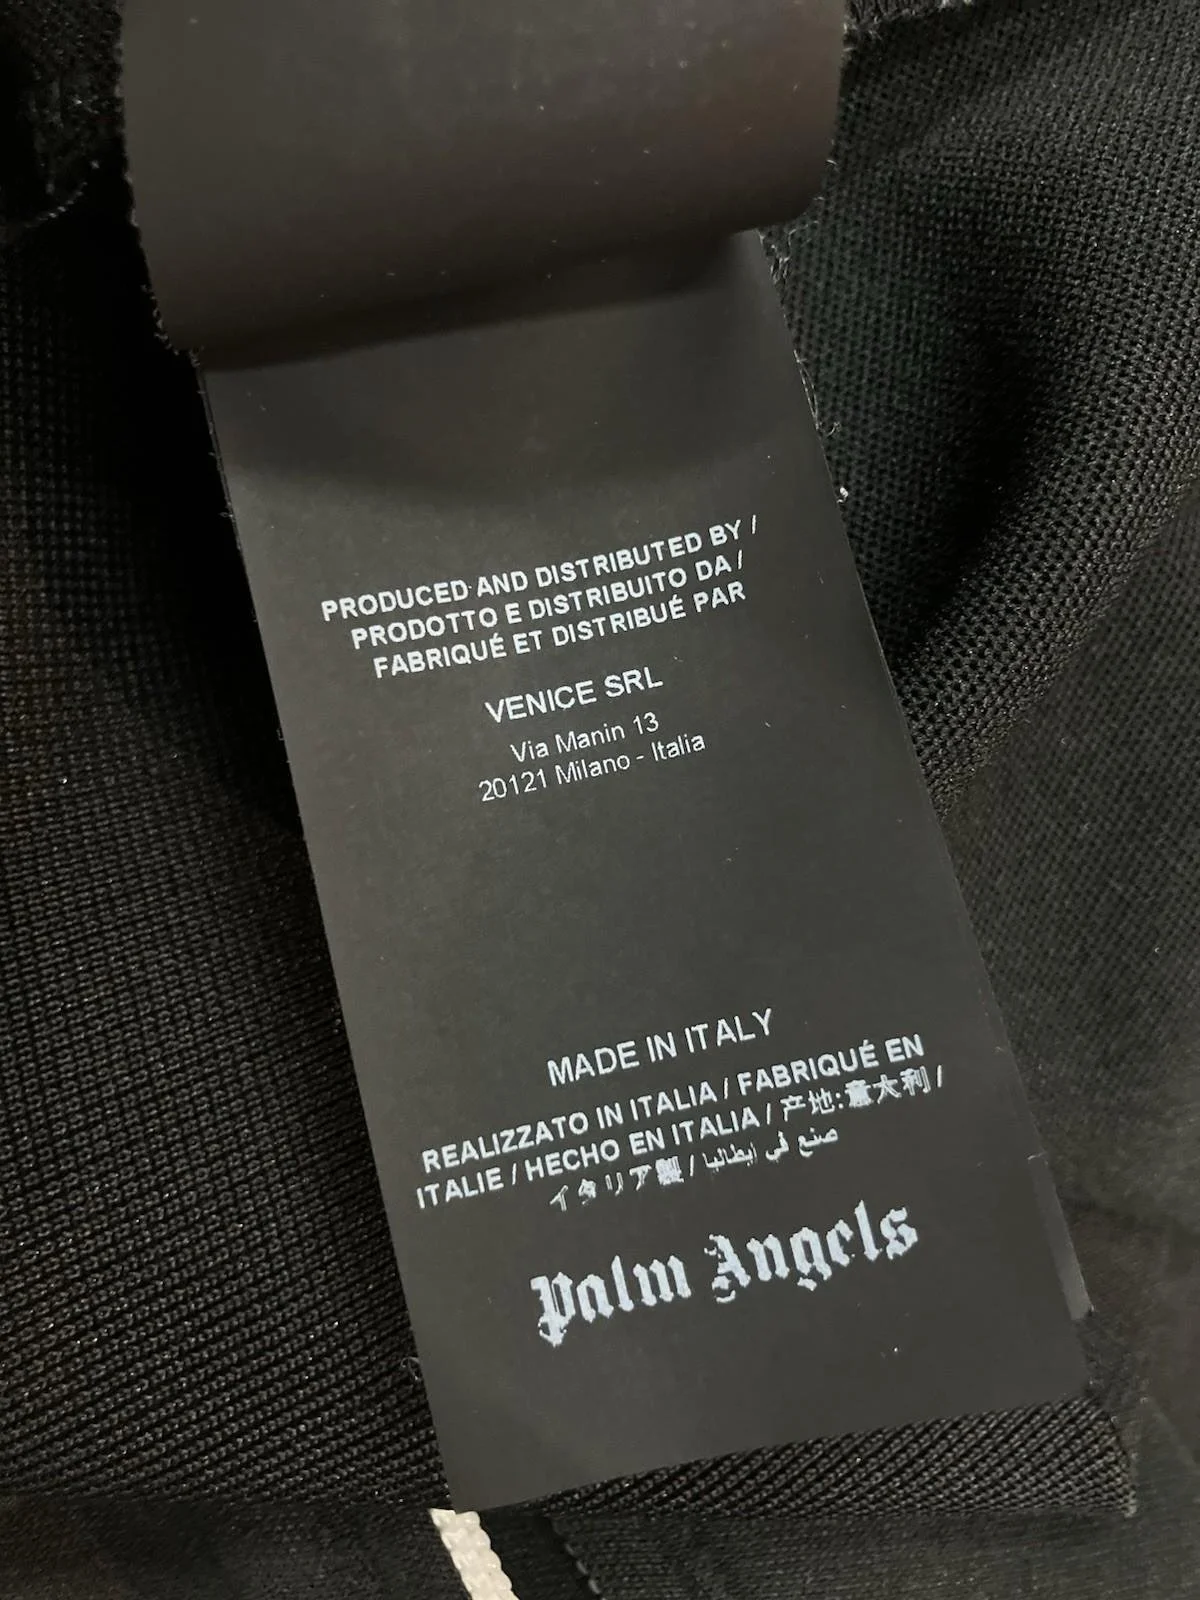 PRODUCED AND DISTRIBUTED BY /
PRODOTTO E DISTRIBUITO DA /
FABRIQUÉ ET DISTRIBUÉ PAR
VENICE SRL
Via Manin 13
20121 Milano - Italia
MADE IN ITALY
REALIZZATO IN ITALIA / FABRIQUÉ EN
ITALIE / HECHO EN ITALIA / 产地:意大利 /
イタリア製 / صنع في إيطاليا
Palm Angels